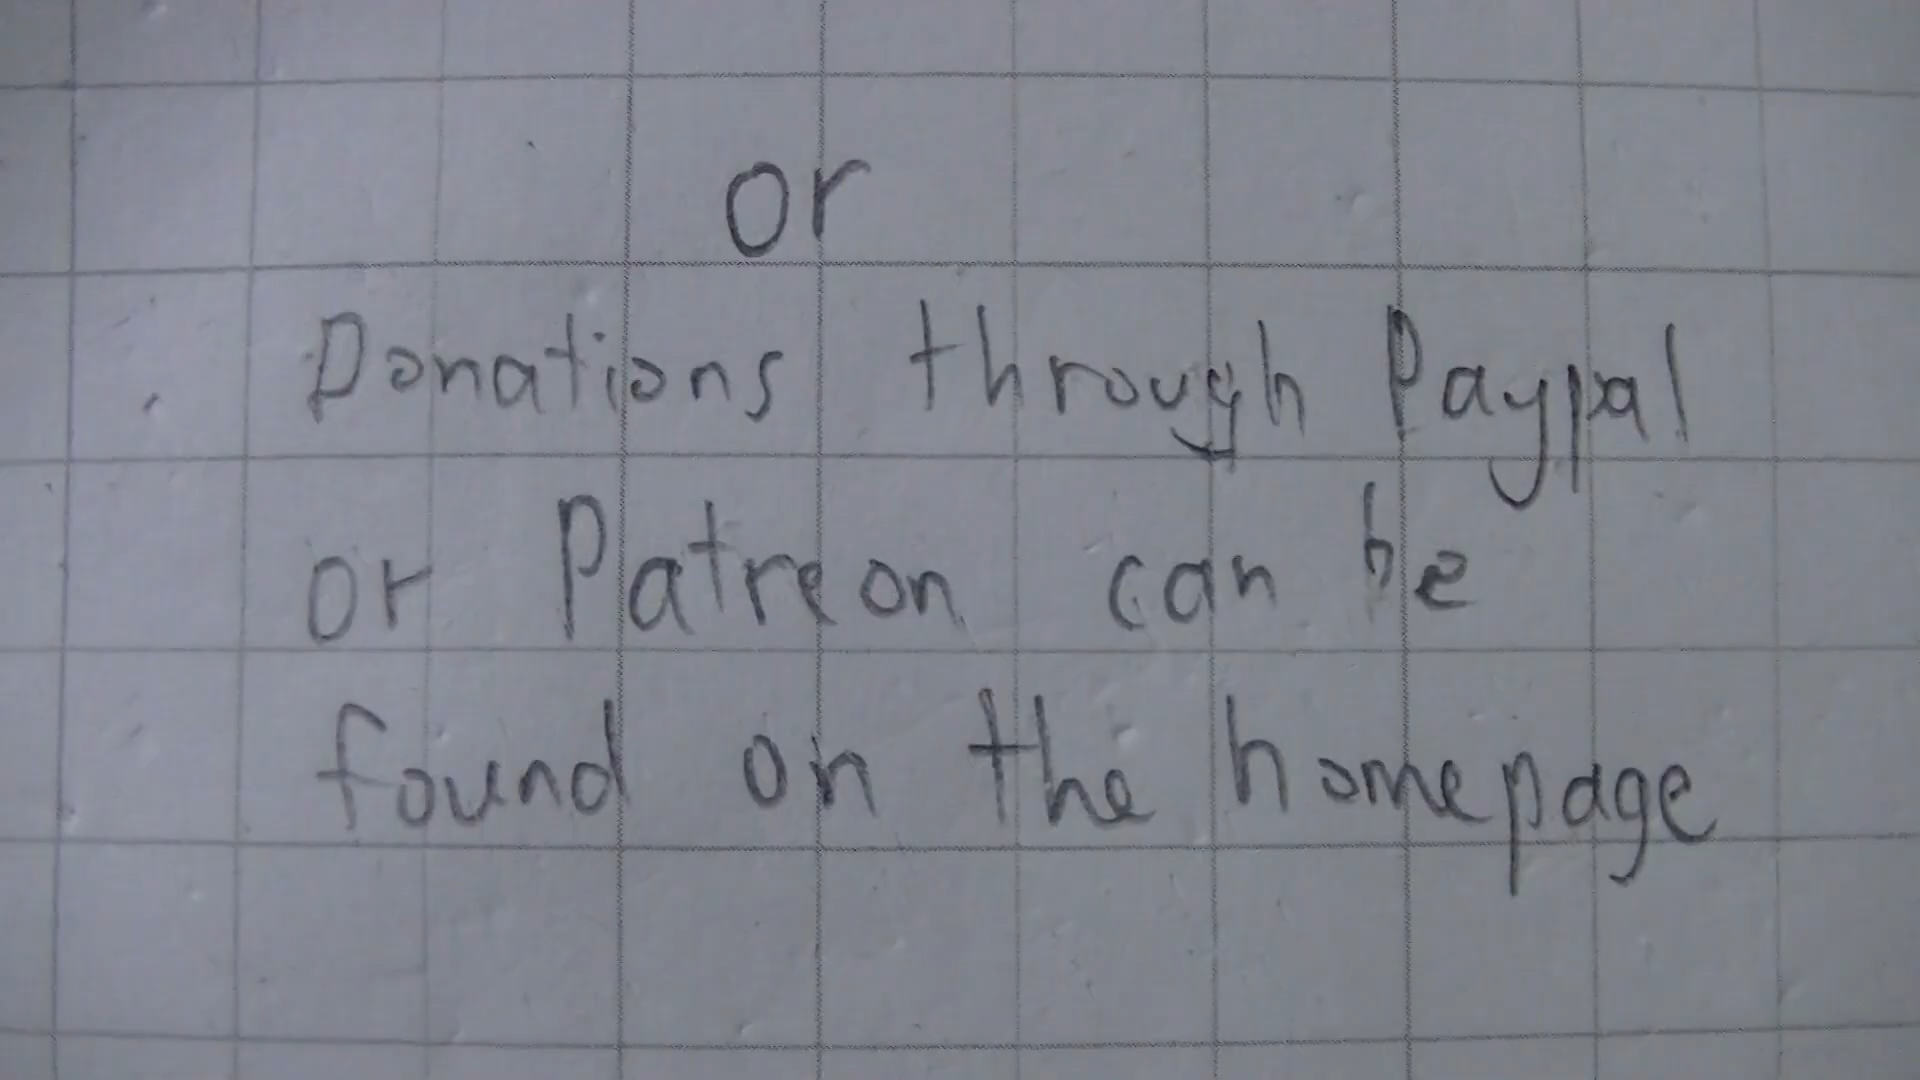 or
Donations through Paypal
or Patreon can be
found on the homepage